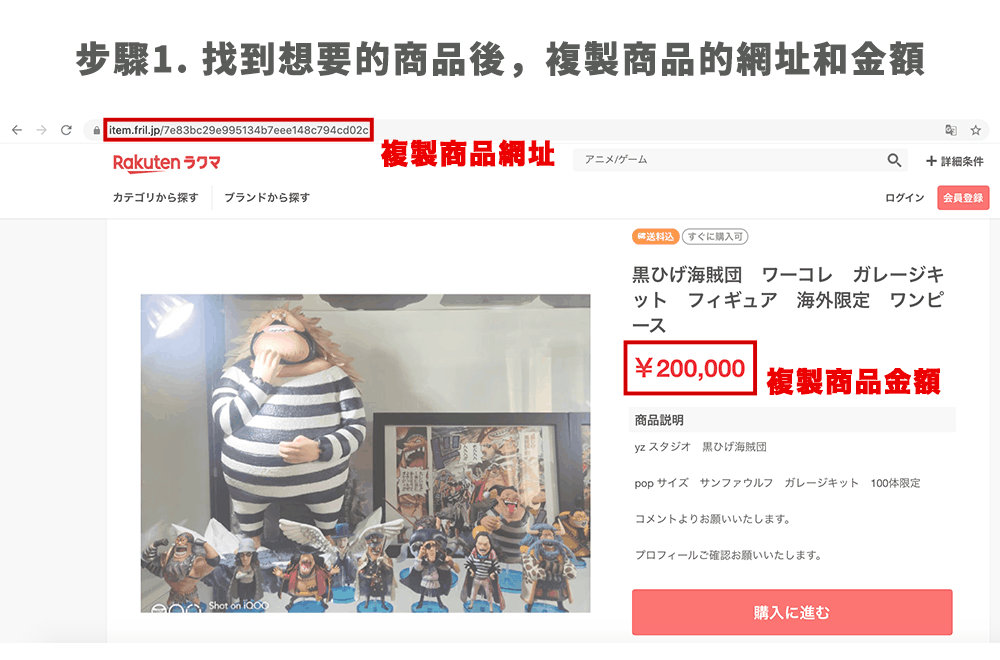 步驟1. 找到想要的商品後，複製商品的網址和金額
item.fril.jp/7e83bc29e995134b7eee148c794cd02c
複製商品網址
Rakuten ラクマ
アニメ/ゲーム
+ 詳細条件
カテゴリから探す
ブランドから探す
ログイン
会員登録
送料込
すぐに購入可
黒ひげ海賊団　ワーコレ　ガレージキ
ット　フィギュア　海外限定　ワンピ
ース
￥200,000
複製商品金額
商品説明
yz スタジオ　黒ひげ海賊団
pop サイズ　サンファウルフ　ガレージキット　100体限定
コメントよりお願いいたします。
プロフィールご確認お願いいたします。
Shot on iQOO
購入に進む